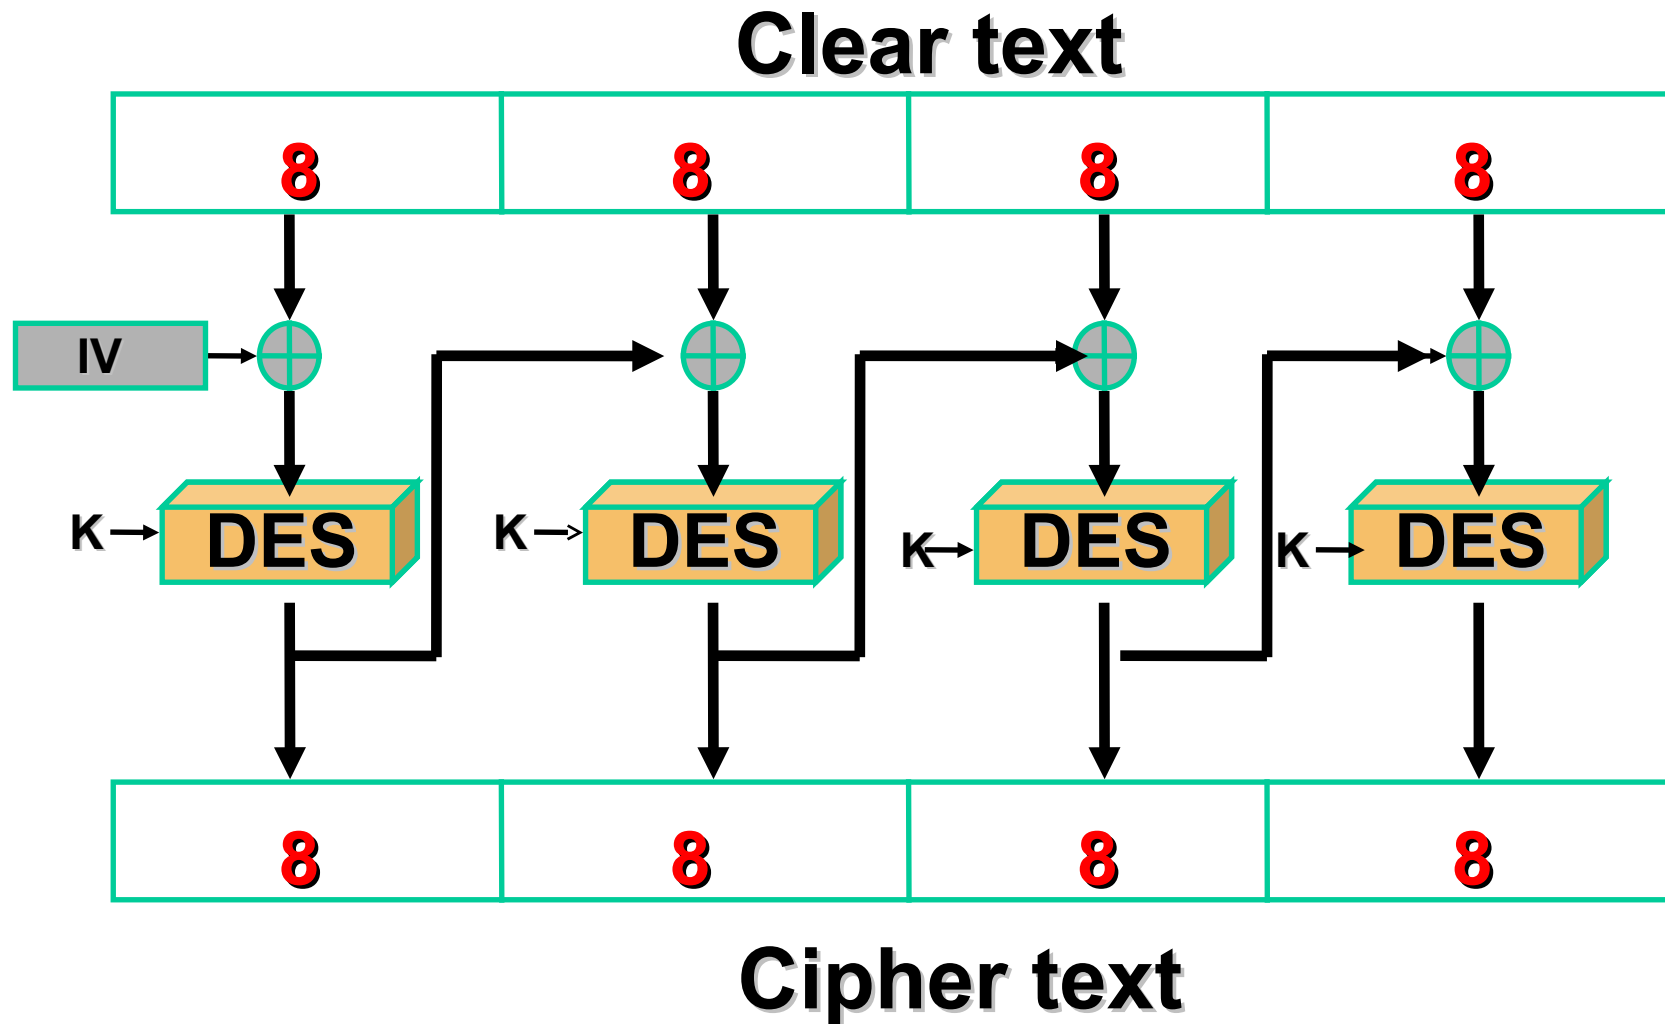 Clear text
8 8 8 8
IV
K DES K DES K DES K DES
8 8 8 8
Cipher text